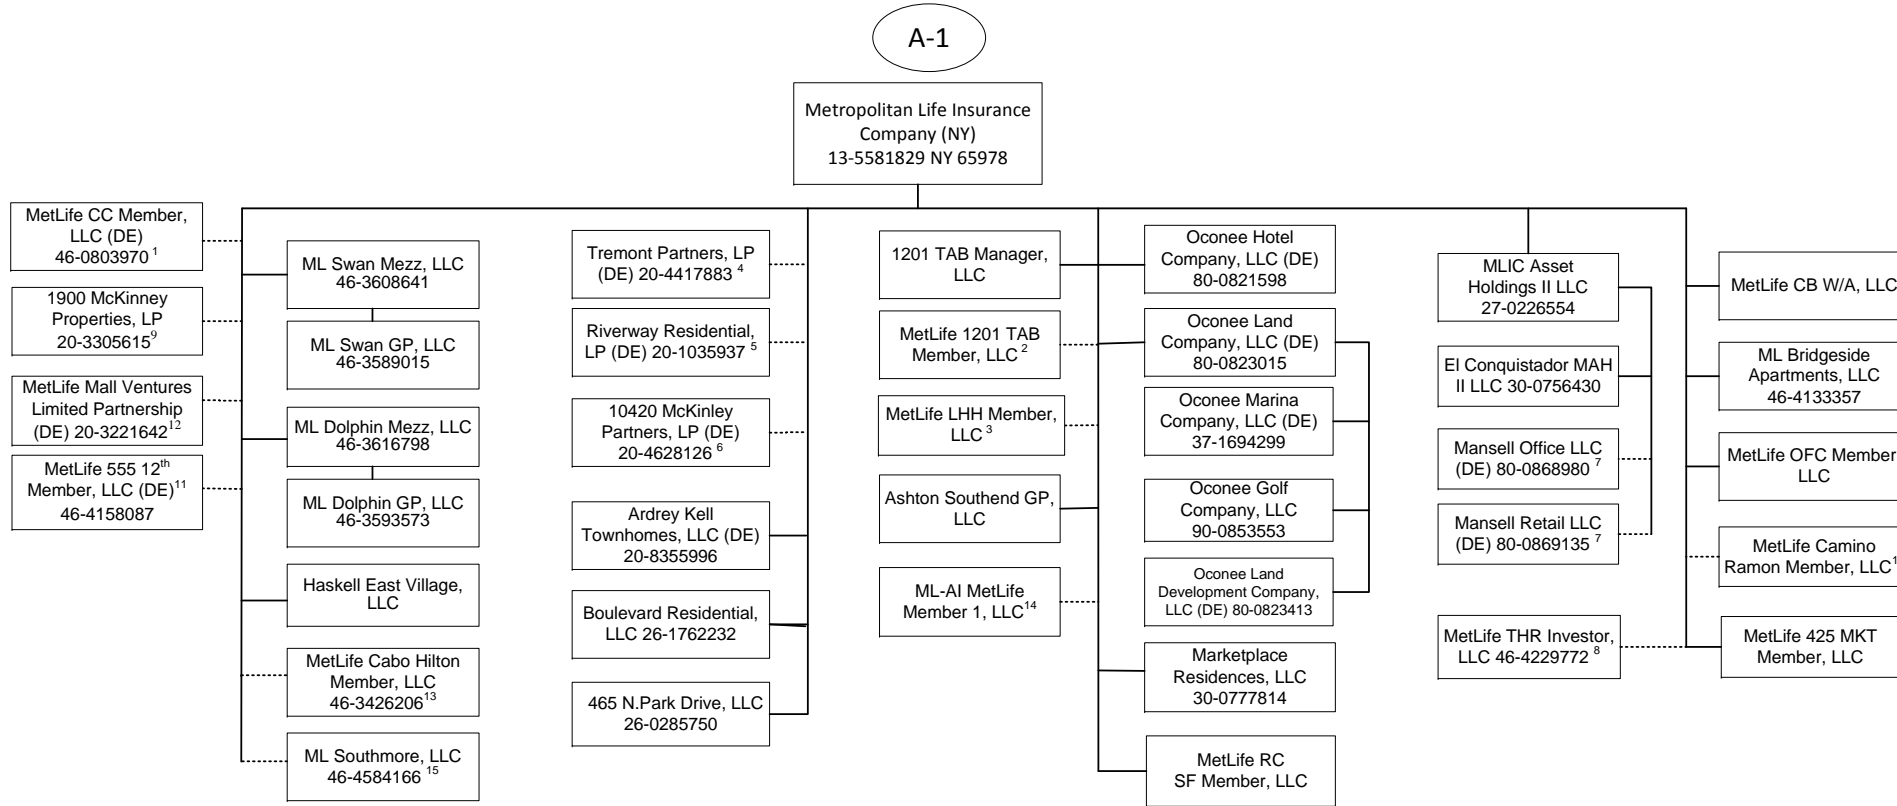 A-1
Metropolitan Life Insurance
Company (NY)
13-5581829 NY 65978
MetLife CC Member,
LLC (DE)
46-0803970 1
1900 McKinney
Properties, LP
20-3305615 9
MetLife Mall Ventures
Limited Partnership
(DE) 20-3221642 12
MetLife 555 12th
Member, LLC (DE) 11
46-4158087
ML Swan Mezz, LLC
46-3608641
ML Swan GP, LLC
46-3589015
ML Dolphin Mezz, LLC
46-3616798
ML Dolphin GP, LLC
46-3593573
Haskell East Village,
LLC
MetLife Cabo Hilton
Member, LLC
46-3426206 13
ML Southmore, LLC
46-4584166 15
Tremont Partners, LP
(DE) 20-4417883 4
Riverway Residential,
LP (DE) 20-1035937 5
10420 McKinley
Partners, LP (DE)
20-4628126 6
Ardrey Kell
Townhomes, LLC (DE)
20-8355996
Boulevard Residential,
LLC 26-1762232
465 N.Park Drive, LLC
26-0285750
1201 TAB Manager,
LLC
MetLife 1201 TAB
Member, LLC 2
MetLife LHH Member,
LLC 3
Ashton Southend GP,
LLC
ML-AI MetLife
Member 1, LLC 14
Oconee Hotel
Company, LLC (DE)
80-0821598
Oconee Land
Company, LLC (DE)
80-0823015
Oconee Marina
Company, LLC (DE)
37-1694299
Oconee Golf
Company, LLC
90-0853553
Oconee Land
Development Company,
LLC (DE) 80-0823413
Marketplace
Residences, LLC
30-0777814
MetLife RC
SF Member, LLC
MLIC Asset
Holdings II LLC
27-0226554
El Conquistador MAH
II LLC 30-0756430
Mansell Office LLC
(DE) 80-0868980 7
Mansell Retail LLC
(DE) 80-0869135 7
MetLife THR Investor,
LLC 46-4229772 8
MetLife CB W/A, LLC
ML Bridgeside
Apartments, LLC
46-4133357
MetLife OFC Member
LLC
MetLife Camino
Ramon Member, LLC
MetLife 425 MKT
Member, LLC